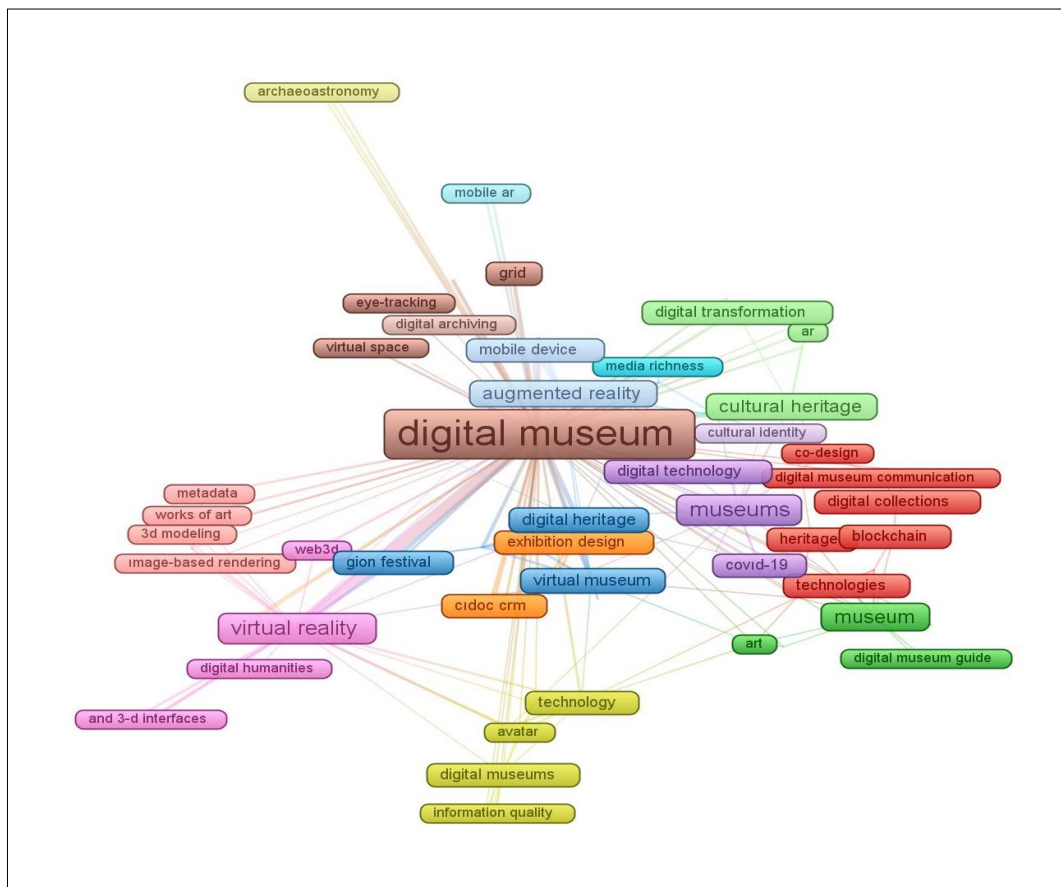 archaeoastronomy
mobile ar
grid
eye-tracking
digital transformation
digital archiving
ar
virtual space
mobile device
media richness
augmented reality
cultural heritage
digital museum
cultural identity
co-design
digital technology
digital museum communication
metadata
digital collections
works of art
museums
digital heritage
3d modeling
blockchain
heritage
exhibition design
web3d
gion festival
ımage-based rendering
covıd-19
virtual museum
technologies
cıdoc crm
museum
virtual reality
art
digital museum guide
digital humanities
technology
and 3-d interfaces
avatar
digital museums
information quality